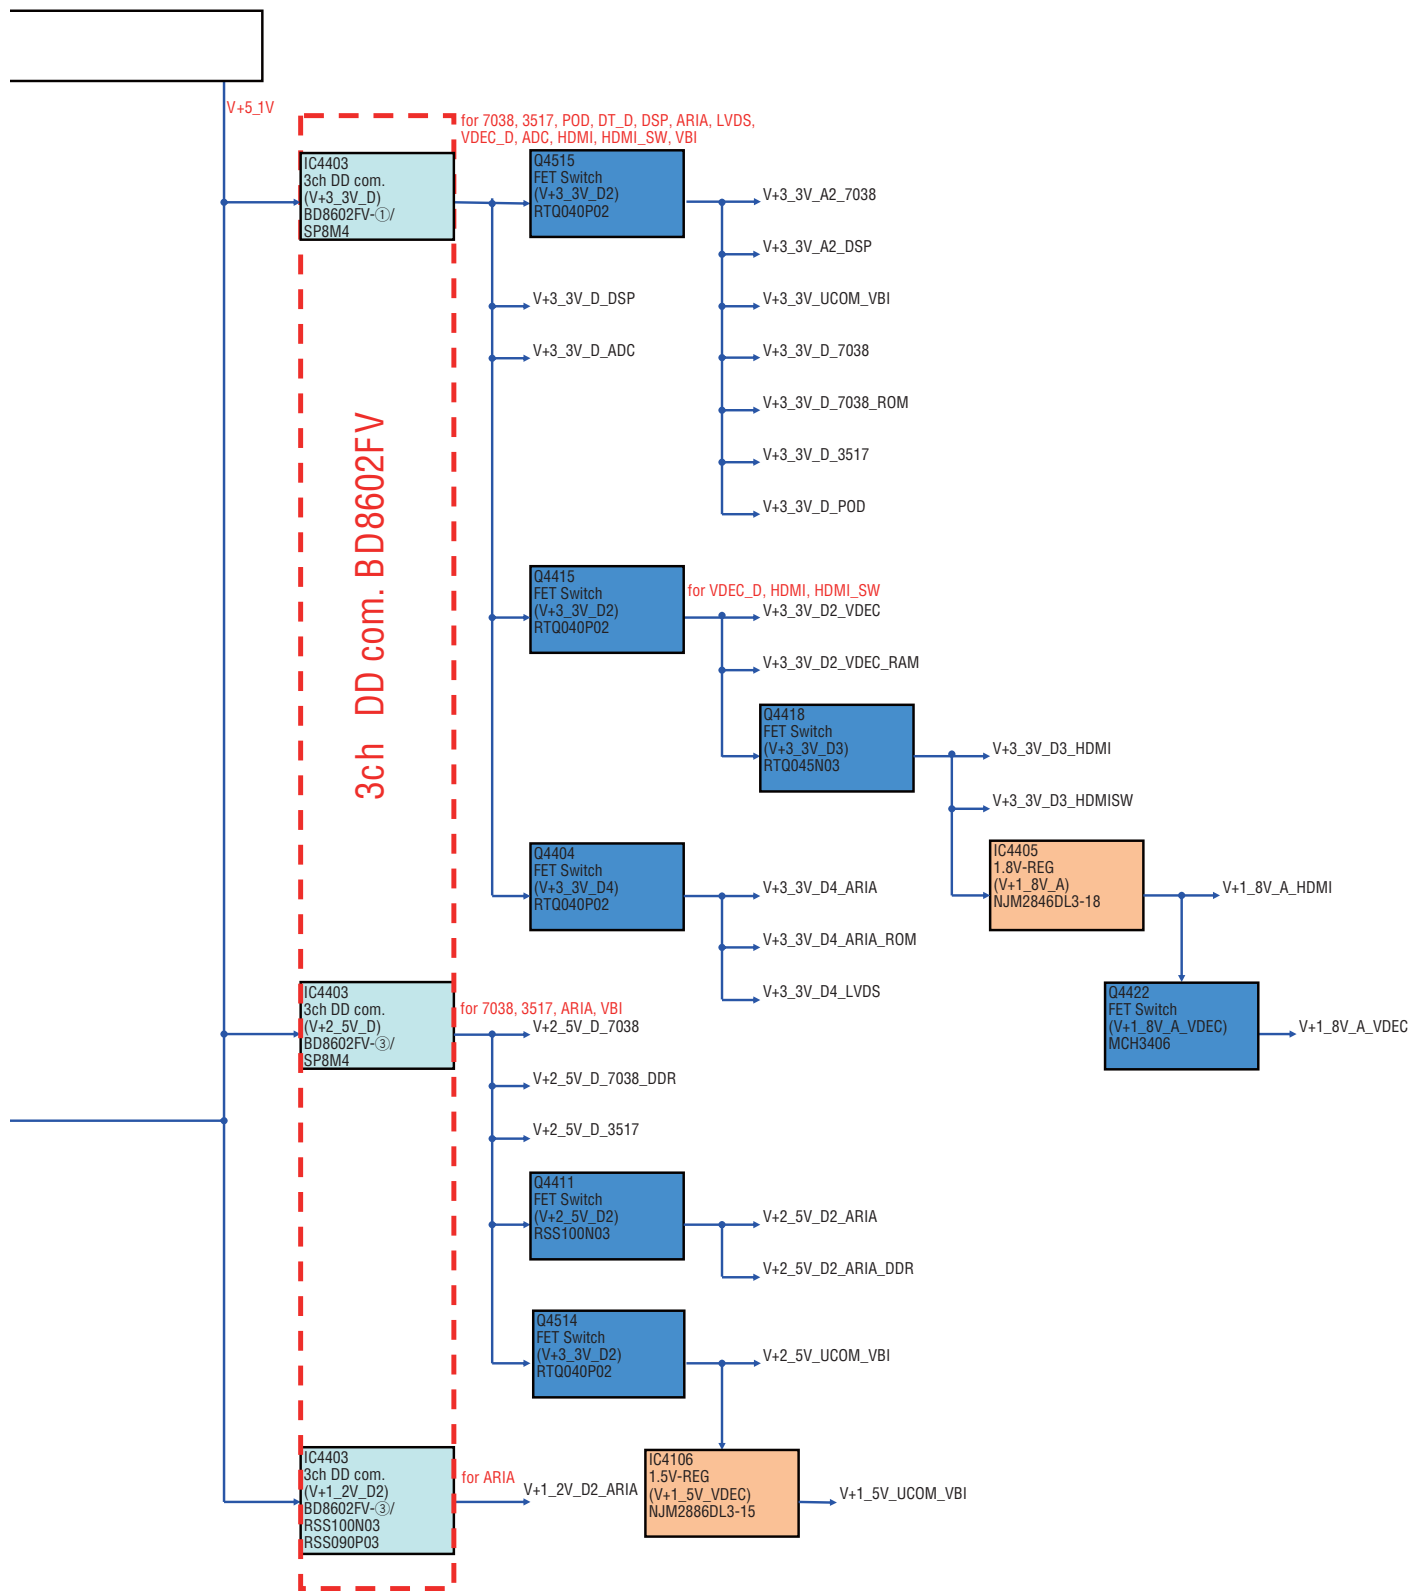 V+5_1V
for 7038, 3517, POD, DT_D, DSP, ARIA, LVDS,
VDEC_D, ADC, HDMI, HDMI_SW, VBI
IC4403
3ch DD com.
(V+3_3V_D)
BD8602FV-①/
SP8M4
Q4515
FET Switch
(V+3_3V_D2)
RTQ040P02
V+3_3V_A2_7038
V+3_3V_A2_DSP
V+3_3V_UCOM_VBI
V+3_3V_D_7038
V+3_3V_D_7038_ROM
V+3_3V_D_3517
V+3_3V_D_POD
V+3_3V_D_DSP
V+3_3V_D_ADC
3ch DD com. BD8602FV
Q4415
FET Switch
(V+3_3V_D2)
RTQ040P02
for VDEC_D, HDMI, HDMI_SW
V+3_3V_D2_VDEC
V+3_3V_D2_VDEC_RAM
Q4418
FET Switch
(V+3_3V_D3)
RTQ045N03
V+3_3V_D3_HDMI
V+3_3V_D3_HDMISW
IC4405
1.8V-REG
(V+1_8V_A)
NJM2846DL3-18
V+1_8V_A_HDMI
Q4422
FET Switch
(V+1_8V_A_VDEC)
MCH3406
V+1_8V_A_VDEC
Q4404
FET Switch
(V+3_3V_D4)
RTQ040P02
V+3_3V_D4_ARIA
V+3_3V_D4_ARIA_ROM
V+3_3V_D4_LVDS
IC4403
3ch DD com.
(V+2_5V_D)
BD8602FV-③/
SP8M4
for 7038, 3517, ARIA, VBI
V+2_5V_D_7038
V+2_5V_D_7038_DDR
V+2_5V_D_3517
Q4411
FET Switch
(V+2_5V_D2)
RSS100N03
V+2_5V_D2_ARIA
V+2_5V_D2_ARIA_DDR
Q4514
FET Switch
(V+3_3V_D2)
RTQ040P02
V+2_5V_UCOM_VBI
IC4403
3ch DD com.
(V+1_2V_D2)
BD8602FV-③/
RSS100N03
RSS090P03
for ARIA
V+1_2V_D2_ARIA
IC4106
1.5V-REG
(V+1_5V_VDEC)
NJM2886DL3-15
V+1_5V_UCOM_VBI